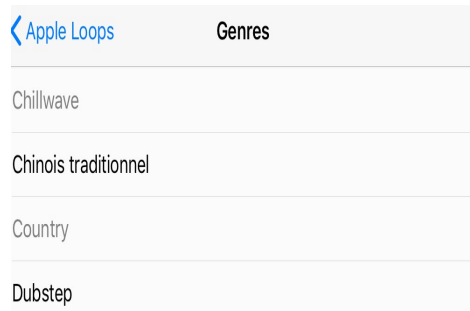 Apple Loops Genres
Chillwave
Chinois traditionnel
Country
Dubstep